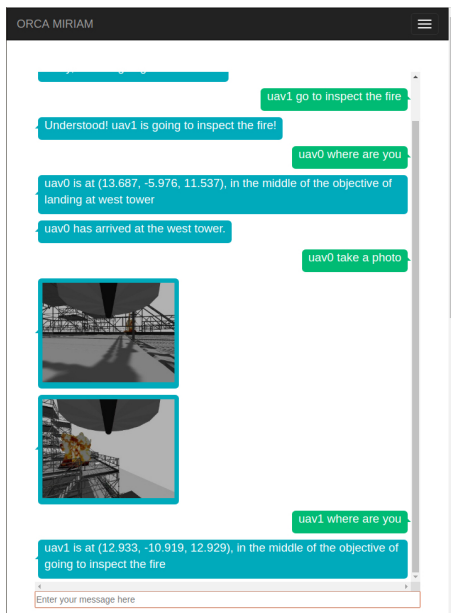 ORCA MIRIAM
uav1 go to inspect the fire
Understood! uav1 is going to inspect the fire!
uav0 where are you
uav0 is at (13.687, -5.976, 11.537), in the middle of the objective of
landing at west tower
uav0 has arrived at the west tower.
uav0 take a photo
uav1 where are you
uav1 is at (12.933, -10.919, 12.929), in the middle of the objective of
going to inspect the fire
Enter your message here